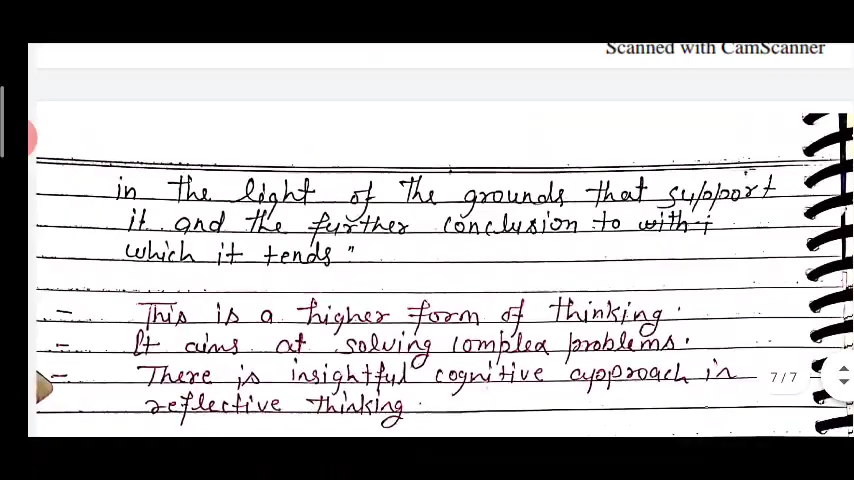 Scanned with CamScanner
in the light of the grounds that support
it and the further conclusion to with i
which it tends"
- This is a higher form of thinking.
- It aims at solving complex problems.
- There is insightful cognitive approach in
7/7
reflective thinking.